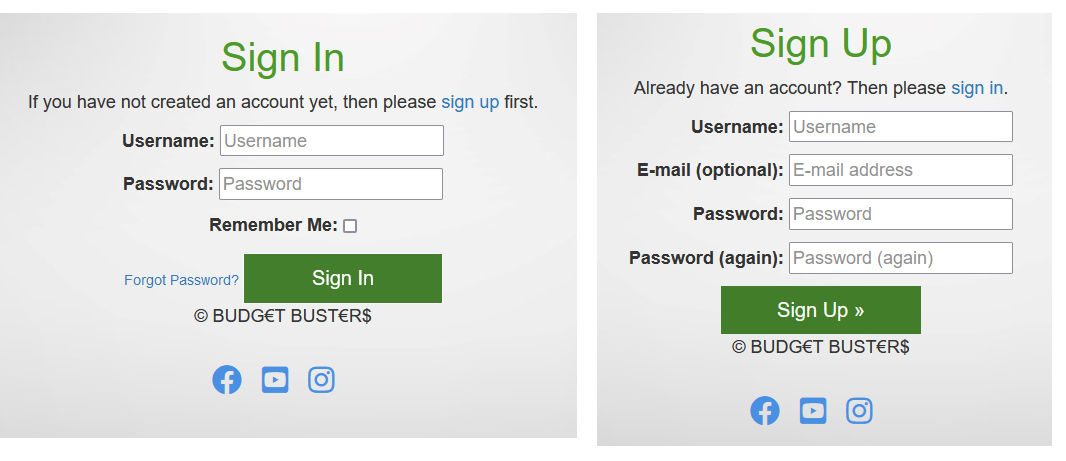 Sign In
If you have not created an account yet, then please sign up first.
Username: Username
Password: Password
Remember Me:
Forgot Password? Sign In
© BUDG€T BUST€R$
Sign Up
Already have an account? Then please sign in.
Username: Username
E-mail (optional): E-mail address
Password: Password
Password (again): Password (again)
Sign Up »
© BUDG€T BUST€R$